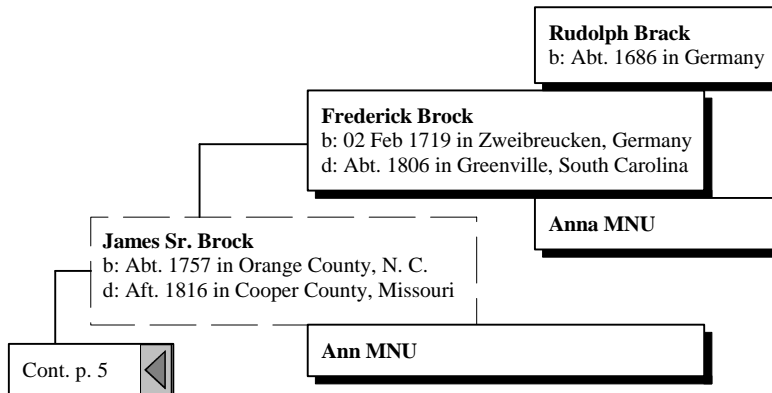 Rudolph Brack
b: Abt. 1686 in Germany
Frederick Brock
b: 02 Feb 1719 in Zweibreucken, Germany
d: Abt. 1806 in Greenville, South Carolina
Anna MNU
James Sr. Brock
b: Abt. 1757 in Orange County, N. C.
d: Aft. 1816 in Cooper County, Missouri
Ann MNU
Cont. p. 5